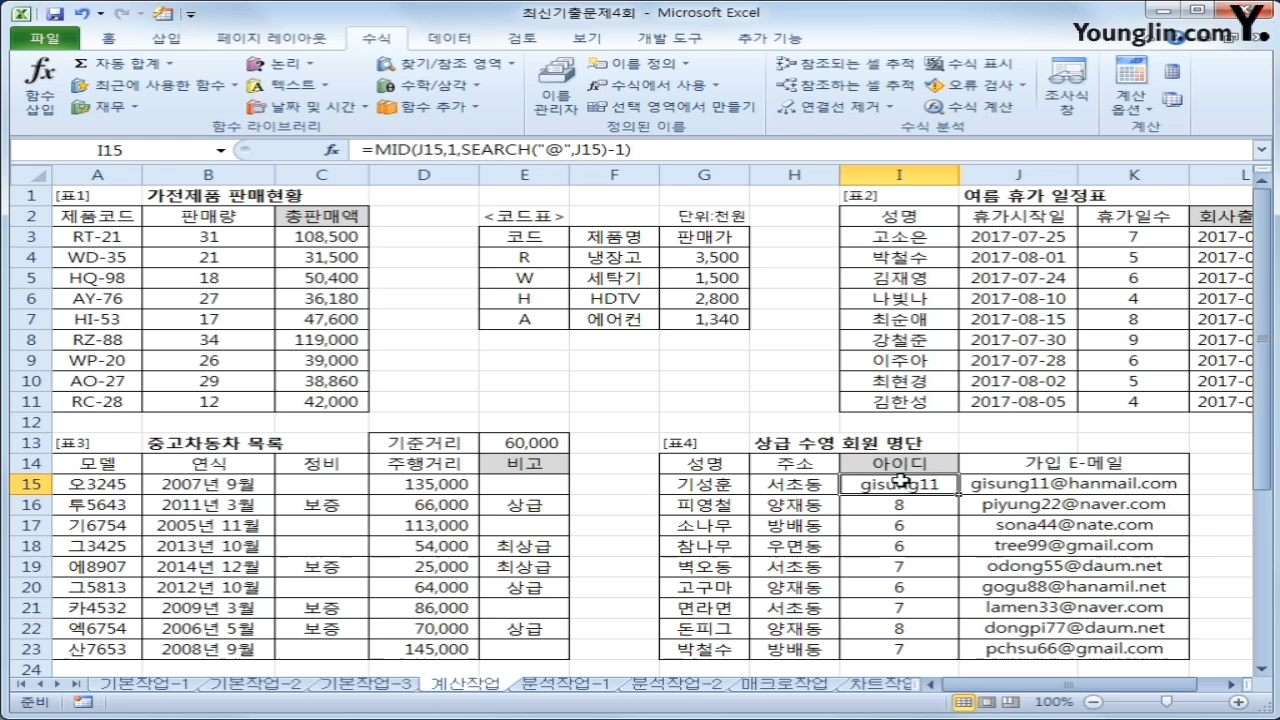 최신기출문제4회 - Microsoft Excel
Younglin.com Y.
파일 홈 삽입 페이지 레이아웃 수식 데이터 검토 보기 개발 도구 추가 기능
fx 함수 삽입
Σ 자동 합계 논리 찾기/참조 영역
최근에 사용한 함수 텍스트 수학/삼각
재무 날짜 및 시간 함수 추가
함수 라이브러리
이름 관리자
이름 정의
수식에서 사용
선택 영역에서 만들기
정의된 이름
참조되는 셀 추적 수식 표시
참조하는 셀 추적 오류 검사
연결선 제거 수식 계산
조사식 창
수식 분석
계산 옵션
계산
I15 fx =MID(J15,1,SEARCH("@",J15)-1)
A B C D E F G H I J K L
1 [표1] 가전제품 판매현황 [표2] 여름 휴가 일정표
2 제품코드 판매량 총판매액 <코드표> 단위:천원 성명 휴가시작일 휴가일수 회사출
3 RT-21 31 108,500 코드 제품명 판매가 고소은 2017-07-25 7 2017-0
4 WD-35 21 31,500 R 냉장고 3,500 박철수 2017-08-01 5 2017-0
5 HQ-98 18 50,400 W 세탁기 1,500 김재영 2017-07-24 6 2017-0
6 AY-76 27 36,180 H HDTV 2,800 나빛나 2017-08-10 4 2017-0
7 HI-53 17 47,600 A 에어컨 1,340 최순애 2017-08-15 8 2017-0
8 RZ-88 34 119,000 강철준 2017-07-30 9 2017-0
9 WP-20 26 39,000 이주아 2017-07-28 6 2017-0
10 AO-27 29 38,860 최현경 2017-08-02 5 2017-0
11 RC-28 12 42,000 김한성 2017-08-05 4 2017-0
12
13 [표3] 중고차동차 목록 기준거리 60,000 [표4] 상급 수영 회원 명단
14 모델 연식 정비 주행거리 비고 성명 주소 아이디 가입 E-메일
15 오3245 2007년 9월 135,000 기성훈 서초동 gisung11 gisung11@hanmail.com
16 투5643 2011년 3월 보증 66,000 상급 피영철 양재동 8 piyung22@naver.com
17 기6754 2005년 11월 113,000 소나무 방배동 6 sona44@nate.com
18 그3425 2013년 10월 54,000 최상급 참나무 우면동 6 tree99@gmail.com
19 에8907 2014년 12월 보증 25,000 최상급 벽오동 서초동 7 odong55@daum.net
20 그5813 2012년 10월 64,000 상급 고구마 양재동 6 gogu88@hanamil.net
21 카4532 2009년 3월 보증 86,000 면라면 서초동 7 lamen33@naver.com
22 엑6754 2006년 5월 보증 70,000 상급 돈피그 양재동 8 dongpi77@daum.net
23 산7653 2008년 9월 145,000 박철수 방배동 7 pchsu66@gmail.com
24
기본작업-1 기본작업-2 기본작업-3 계산작업 분석작업-1 분석작업-2 매크로작업 차트작업
준비 100%